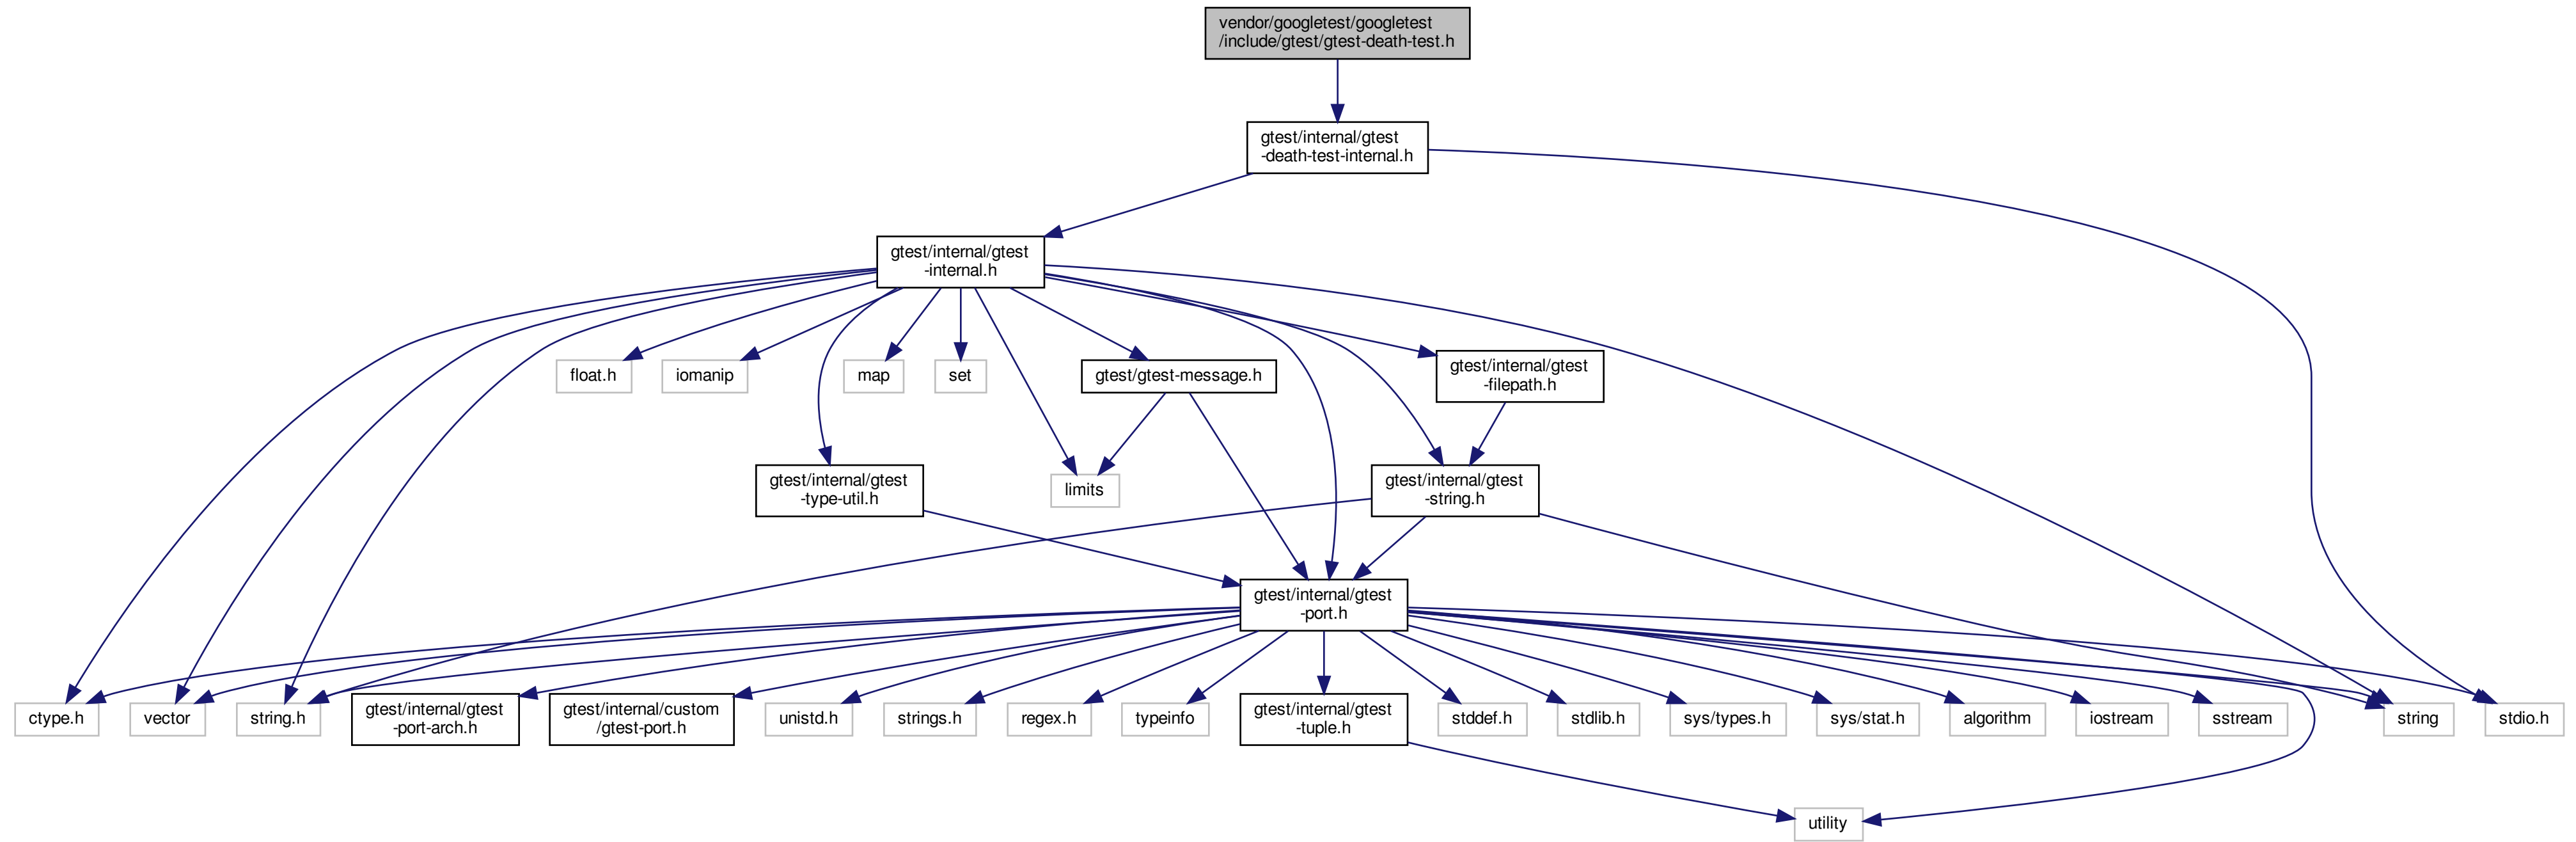 vendor/googletest/googletest
/include/gtest/gtest-death-test.h
gtest/internal/gtest
-death-test-internal.h
gtest/internal/gtest
-internal.h
float.h
iomanip
map
set
gtest/gtest-message.h
gtest/internal/gtest
-filepath.h
gtest/internal/gtest
-type-util.h
limits
gtest/internal/gtest
-string.h
gtest/internal/gtest
-port.h
ctype.h
vector
string.h
gtest/internal/gtest
-port-arch.h
gtest/internal/custom
/gtest-port.h
unistd.h
strings.h
regex.h
typeinfo
gtest/internal/gtest
-tuple.h
stddef.h
stdlib.h
sys/types.h
sys/stat.h
algorithm
iostream
sstream
string
stdio.h
utility